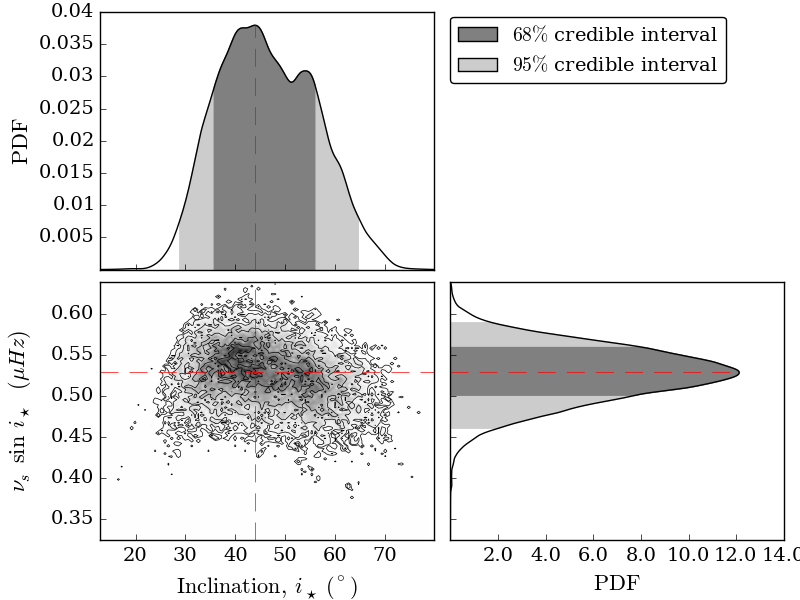 0.04
0.035
0.03
0.025
0.02
0.015
0.01
0.005
PDF
68% credible interval
95% credible interval
0.60
0.55
0.50
0.45
0.40
0.35
ν_s sin i_⋆ (μHz)
20 30 40 50 60 70
Inclination, i_⋆ (°)
2.0 4.0 6.0 8.0 10.0 12.0 14.0
PDF